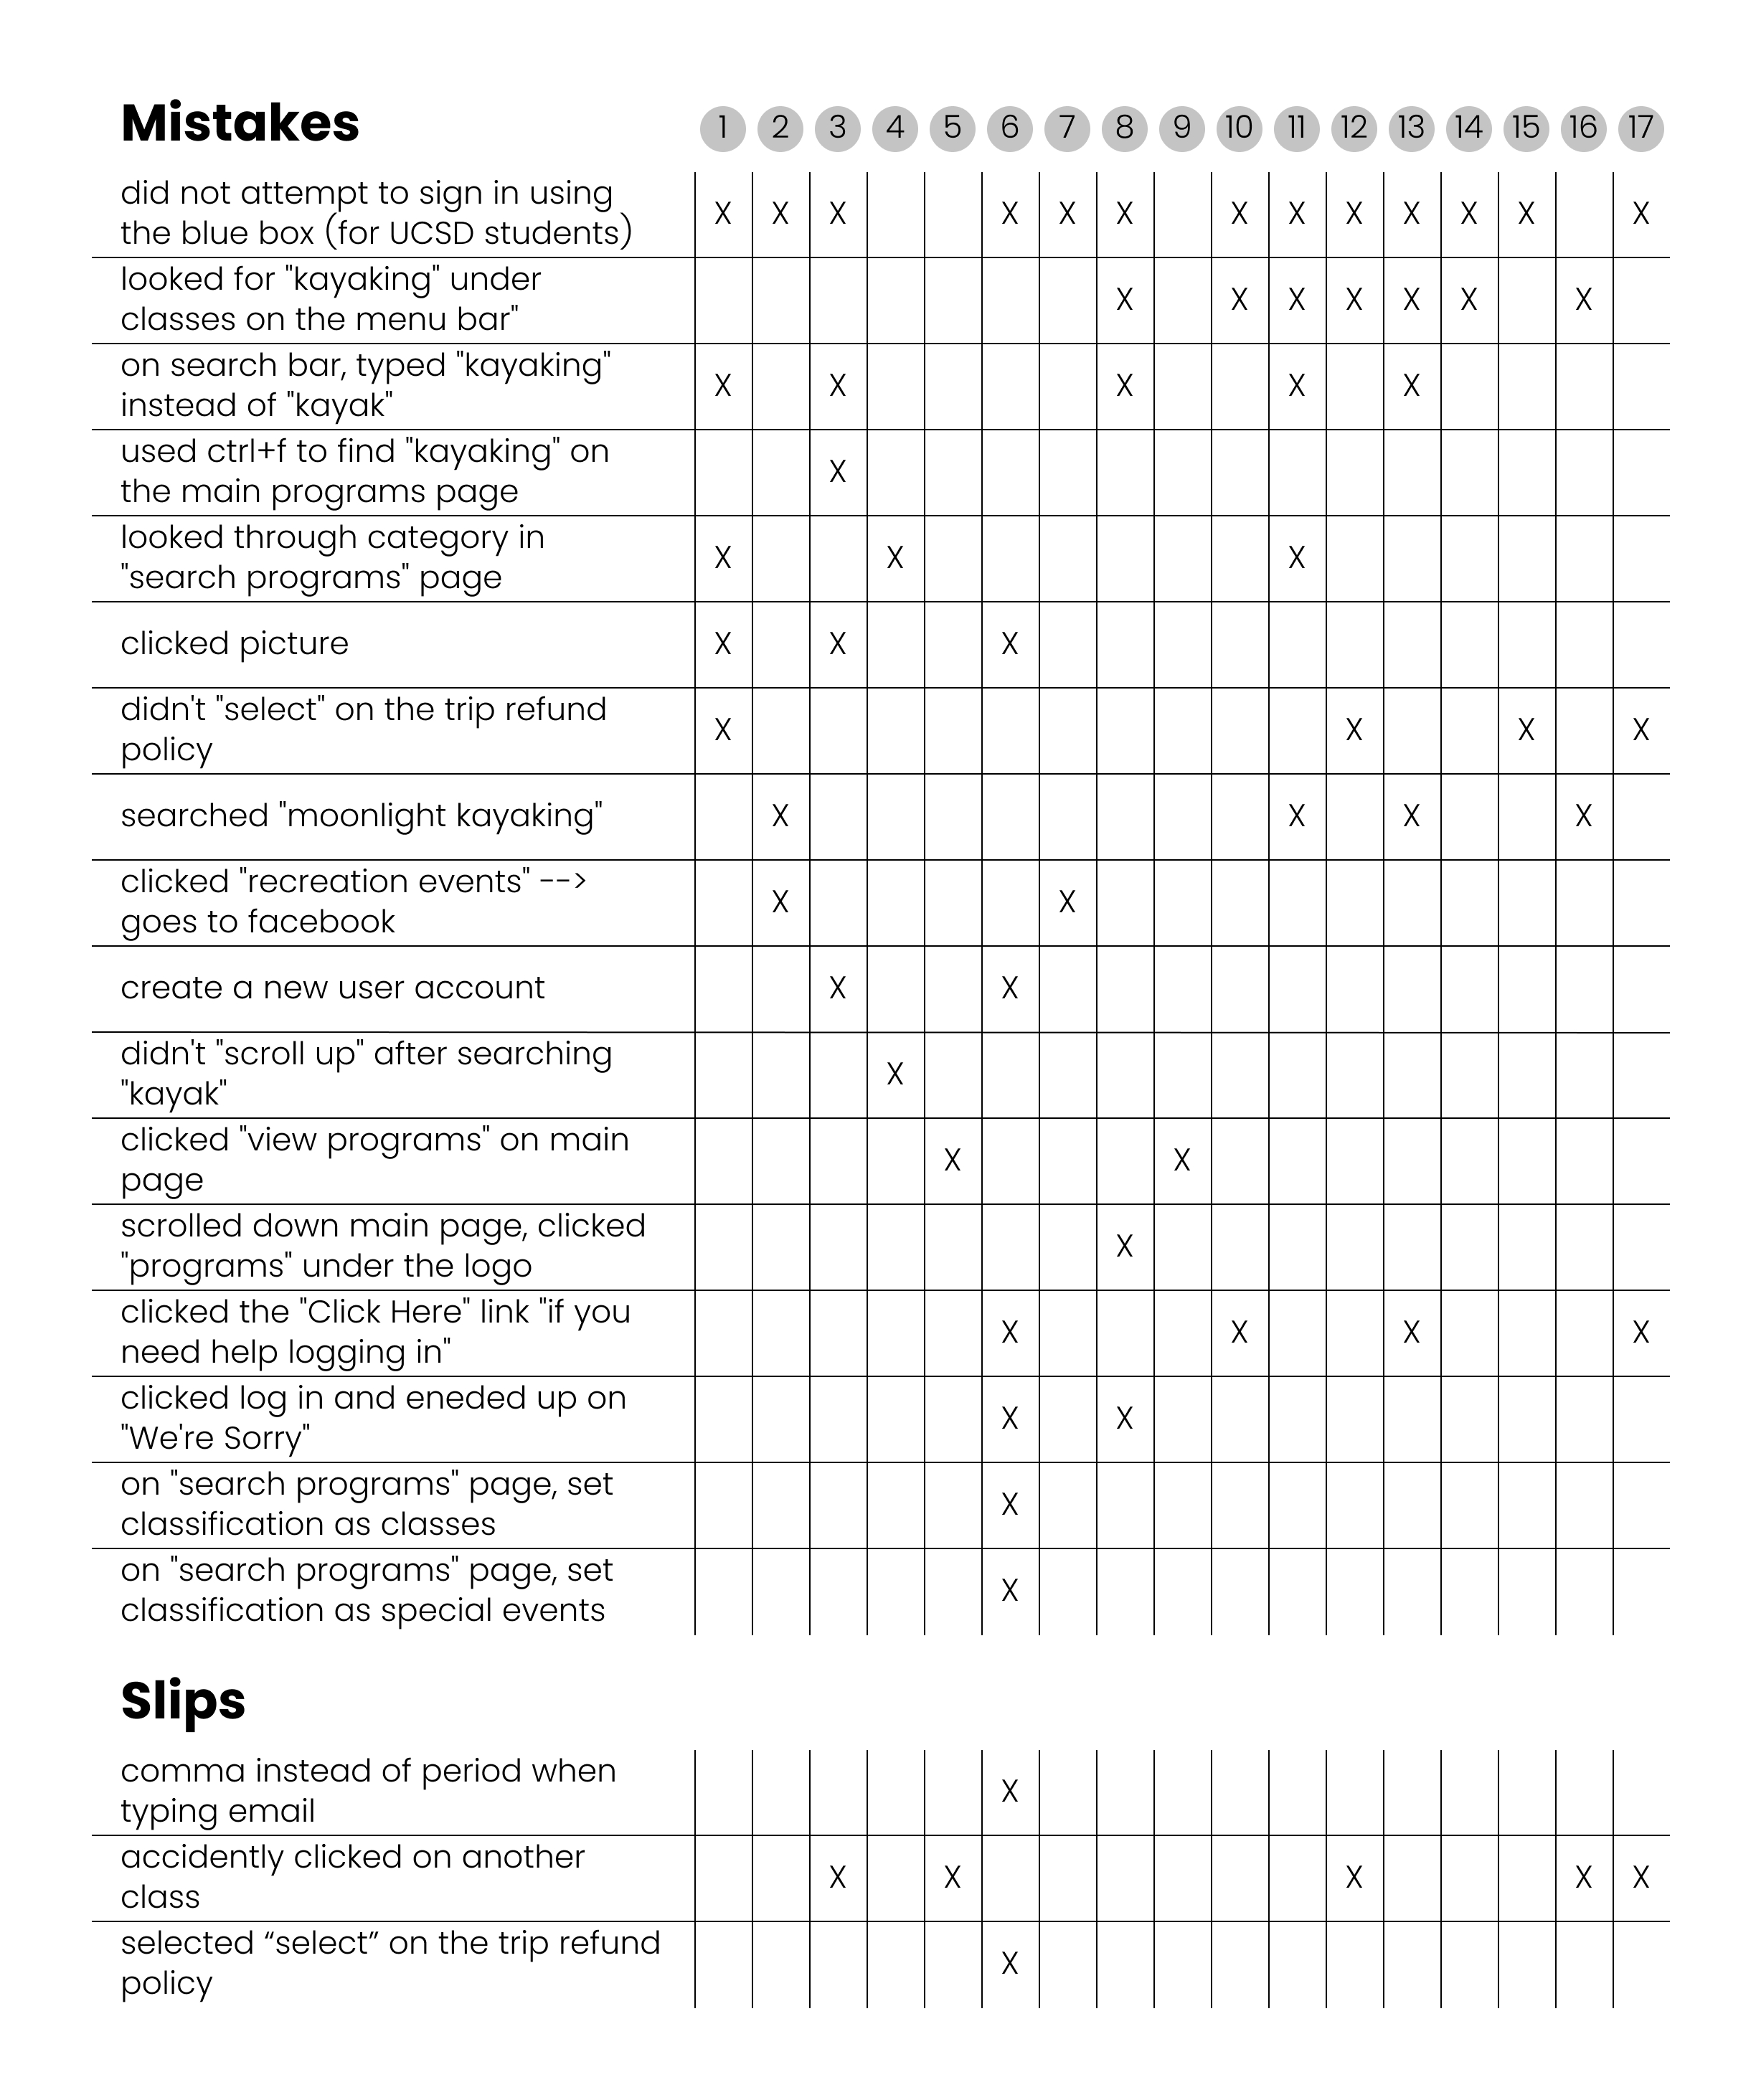 Mistakes 1 2 3 4 5 6 7 8 9 10 11 12 13 14 15 16 17
did not attempt to sign in using
the blue box (for UCSD students)
X X X X X X X X X X X X X
looked for "kayaking" under
classes on the menu bar"
X X X X X X X
on search bar, typed "kayaking"
instead of "kayak"
X X X X X
used ctrl+f to find "kayaking" on
the main programs page
X
looked through category in
"search programs" page
X X X
clicked picture X X X
didn't "select" on the trip refund
policy
X X X X
searched "moonlight kayaking" X X X X
clicked "recreation events" -->
goes to facebook
X X
create a new user account X X
didn't "scroll up" after searching
"kayak"
X
clicked "view programs" on main
page
X X
scrolled down main page, clicked
"programs" under the logo
X
clicked the "Click Here" link "if you
need help logging in"
X X X X
clicked log in and eneded up on
"We're Sorry"
X X
on "search programs" page, set
classification as classes
X
on "search programs" page, set
classification as special events
X
Slips
comma instead of period when
typing email
X
accidently clicked on another
class
X X X X X
selected “select” on the trip refund
policy
X